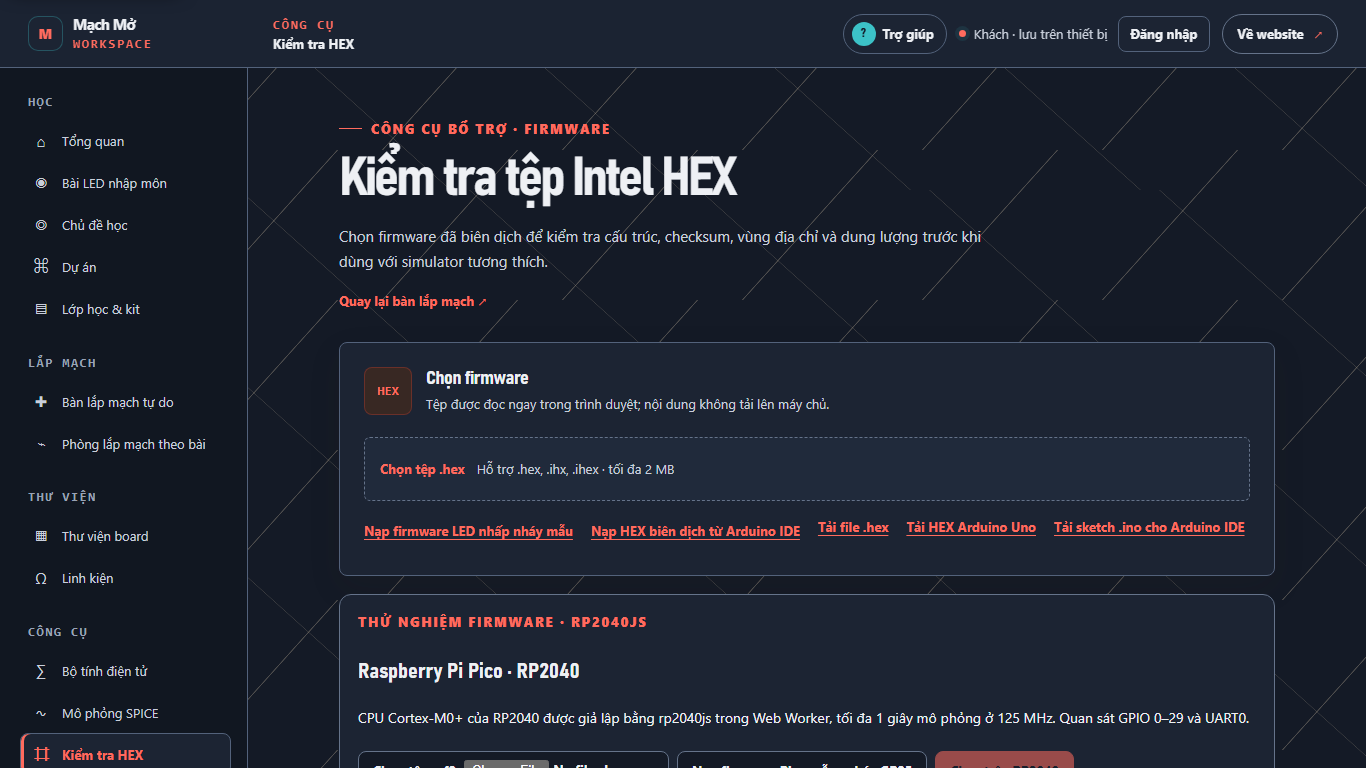 M
Mạch Mở
WORKSPACE
CÔNG CỤ
Kiểm tra HEX
?
Trợ giúp
Khách · lưu trên thiết bị
Đăng nhập
Về website ↗
HỌC
Tổng quan
Bài LED nhập môn
Chủ đề học
Dự án
Lớp học & kit
LẮP MẠCH
Bàn lắp mạch tự do
Phòng lắp mạch theo bài
THƯ VIỆN
Thư viện board
Linh kiện
CÔNG CỤ
Bộ tính điện tử
Mô phỏng SPICE
Kiểm tra HEX
CÔNG CỤ BỔ TRỢ · FIRMWARE
Kiểm tra tệp Intel HEX
Chọn firmware đã biên dịch để kiểm tra cấu trúc, checksum, vùng địa chỉ và dung lượng trước khi
dùng với simulator tương thích.
Quay lại bàn lắp mạch ↗
HEX
Chọn firmware
Tệp được đọc ngay trong trình duyệt; nội dung không tải lên máy chủ.
Chọn tệp .hex Hỗ trợ .hex, .ihx, .ihex · tối đa 2 MB
Nạp firmware LED nhấp nháy mẫu Nạp HEX biên dịch từ Arduino IDE Tải file .hex Tải HEX Arduino Uno Tải sketch .ino cho Arduino IDE
THỬ NGHIỆM FIRMWARE · RP2040JS
Raspberry Pi Pico · RP2040
CPU Cortex-M0+ của RP2040 được giả lập bằng rp2040js trong Web Worker, tối đa 1 giây mô phỏng ở 125 MHz. Quan sát GPIO 0–29 và UART0.